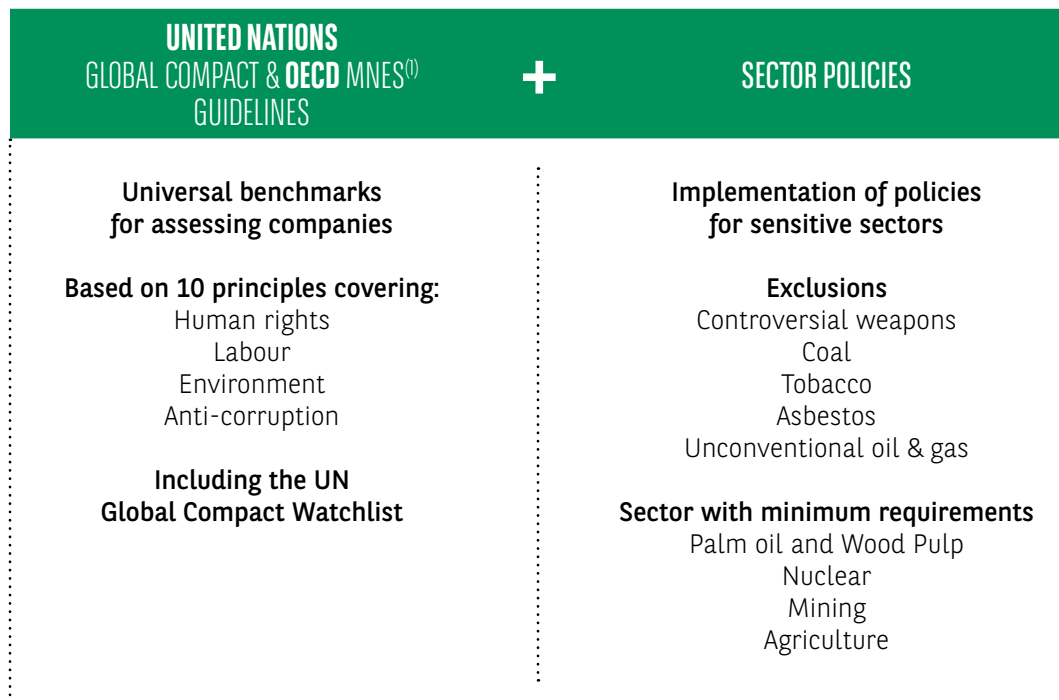 UNITED NATIONS
GLOBAL COMPACT & OECD MNES(1)
GUIDELINES
+
SECTOR POLICIES
Universal benchmarks
for assessing companies
Based on 10 principles covering:
Human rights
Labour
Environment
Anti-corruption
Including the UN
Global Compact Watchlist
Implementation of policies
for sensitive sectors
Exclusions
Controversial weapons
Coal
Tobacco
Asbestos
Unconventional oil & gas
Sector with minimum requirements
Palm oil and Wood Pulp
Nuclear
Mining
Agriculture